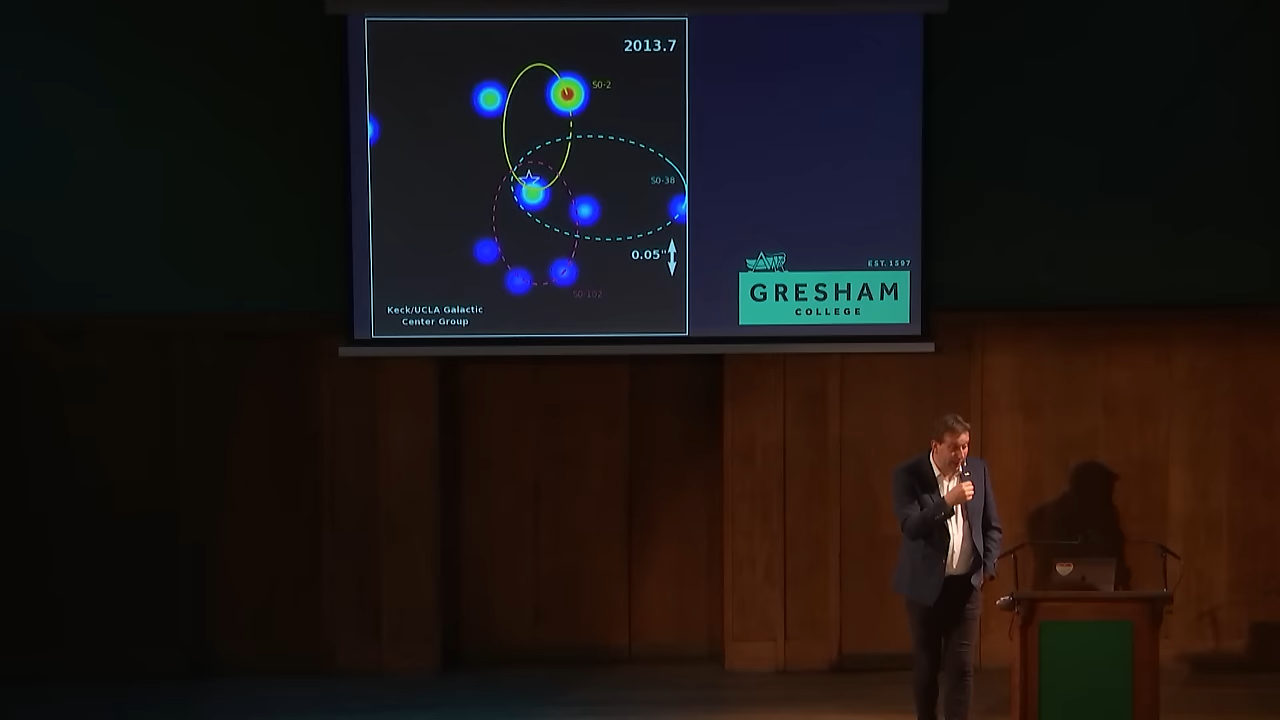 2013.7
S0-2
S0-38
0.05"
S0-102
Keck/UCLA Galactic
Center Group
EST. 1597
GRESHAM
COLLEGE